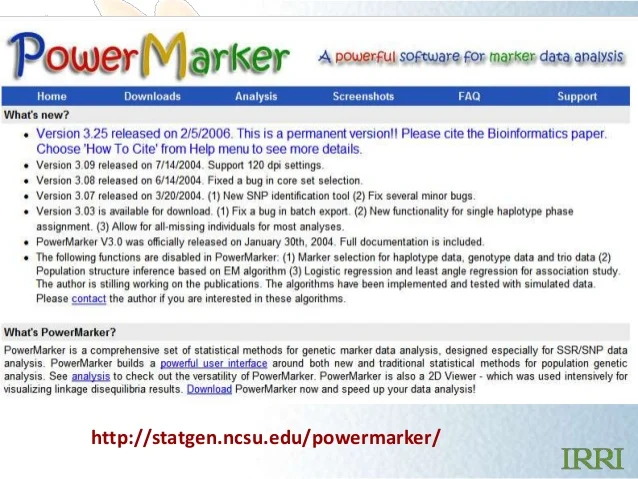 PowerMarker A powerful software for marker data analysis
Home Downloads Analysis Screenshots FAQ Support
What's new?
• Version 3.25 released on 2/5/2006. This is a permanent version!! Please cite the Bioinformatics paper.
Choose 'How To Cite' from Help menu to see more details.
• Version 3.09 released on 7/14/2004. Support 120 dpi settings.
• Version 3.08 released on 6/14/2004. Fixed a bug in core set selection.
• Version 3.07 released on 3/20/2004. (1) New SNP identification tool (2) Fix several minor bugs.
• Version 3.03 is available for download. (1) Fix a bug in batch export. (2) New functionality for single haplotype phase
assignment. (3) Allow for all-missing individuals for most analyses.
• PowerMarker V3.0 was officially released on January 30th, 2004. Full documentation is included.
• The following functions are disabled in PowerMarker: (1) Marker selection for haplotype data, genotype data and trio data (2)
Population structure inference based on EM algorithm (3) Logistic regression and least angle regression for association study.
The author is stilling working on the publications. The algorithms have been implemented and tested with simulated data.
Please contact the author if you are interested in these algorithms.
What's PowerMarker?
PowerMarker is a comprehensive set of statistical methods for genetic marker data analysis, designed especially for SSR/SNP data
analysis. PowerMarker builds a powerful user interface around both new and traditional statistical methods for population genetic
analysis. See analysis to check out the versatility of PowerMarker. PowerMarker is also a 2D Viewer - which was used intensively for
visualizing linkage disequilibria results. Download PowerMarker now and speed up your data analysis!
http://statgen.ncsu.edu/powermarker/
IRRI